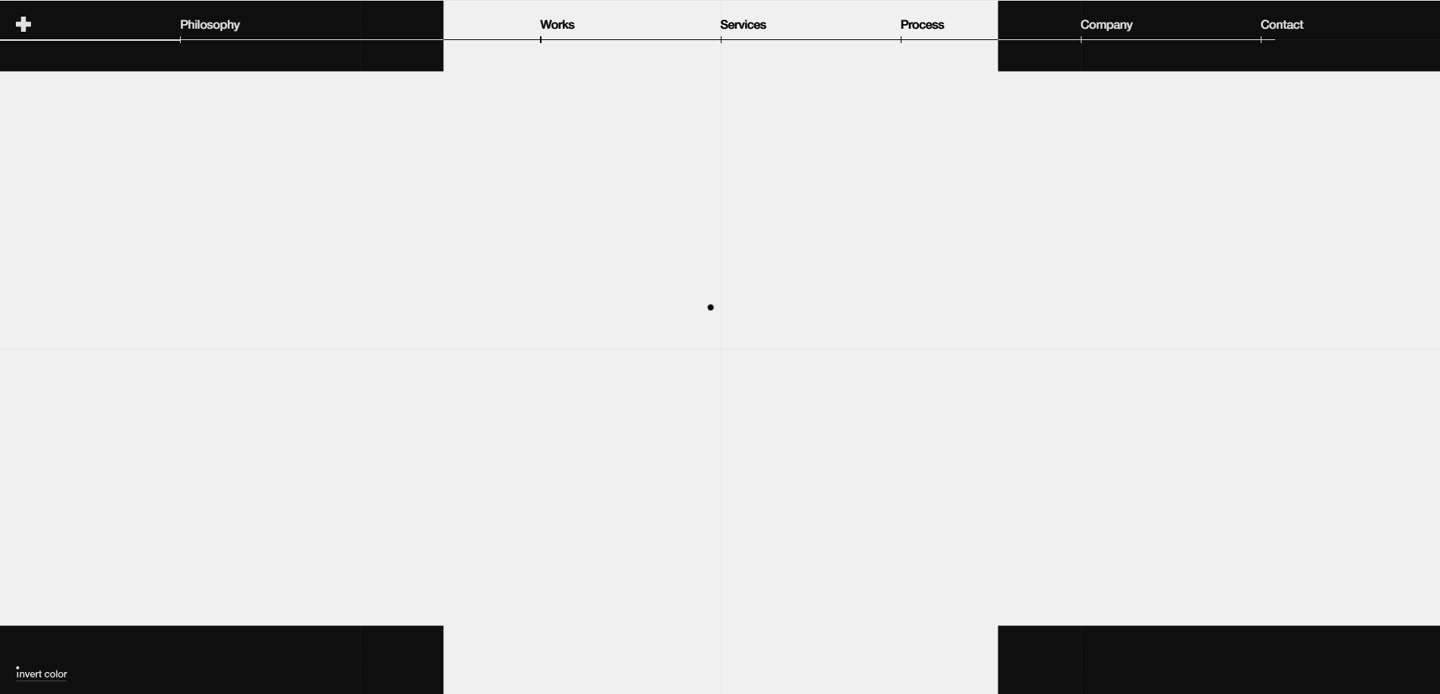 Philosophy
Works
Services
Process
Company
Contact
invert color